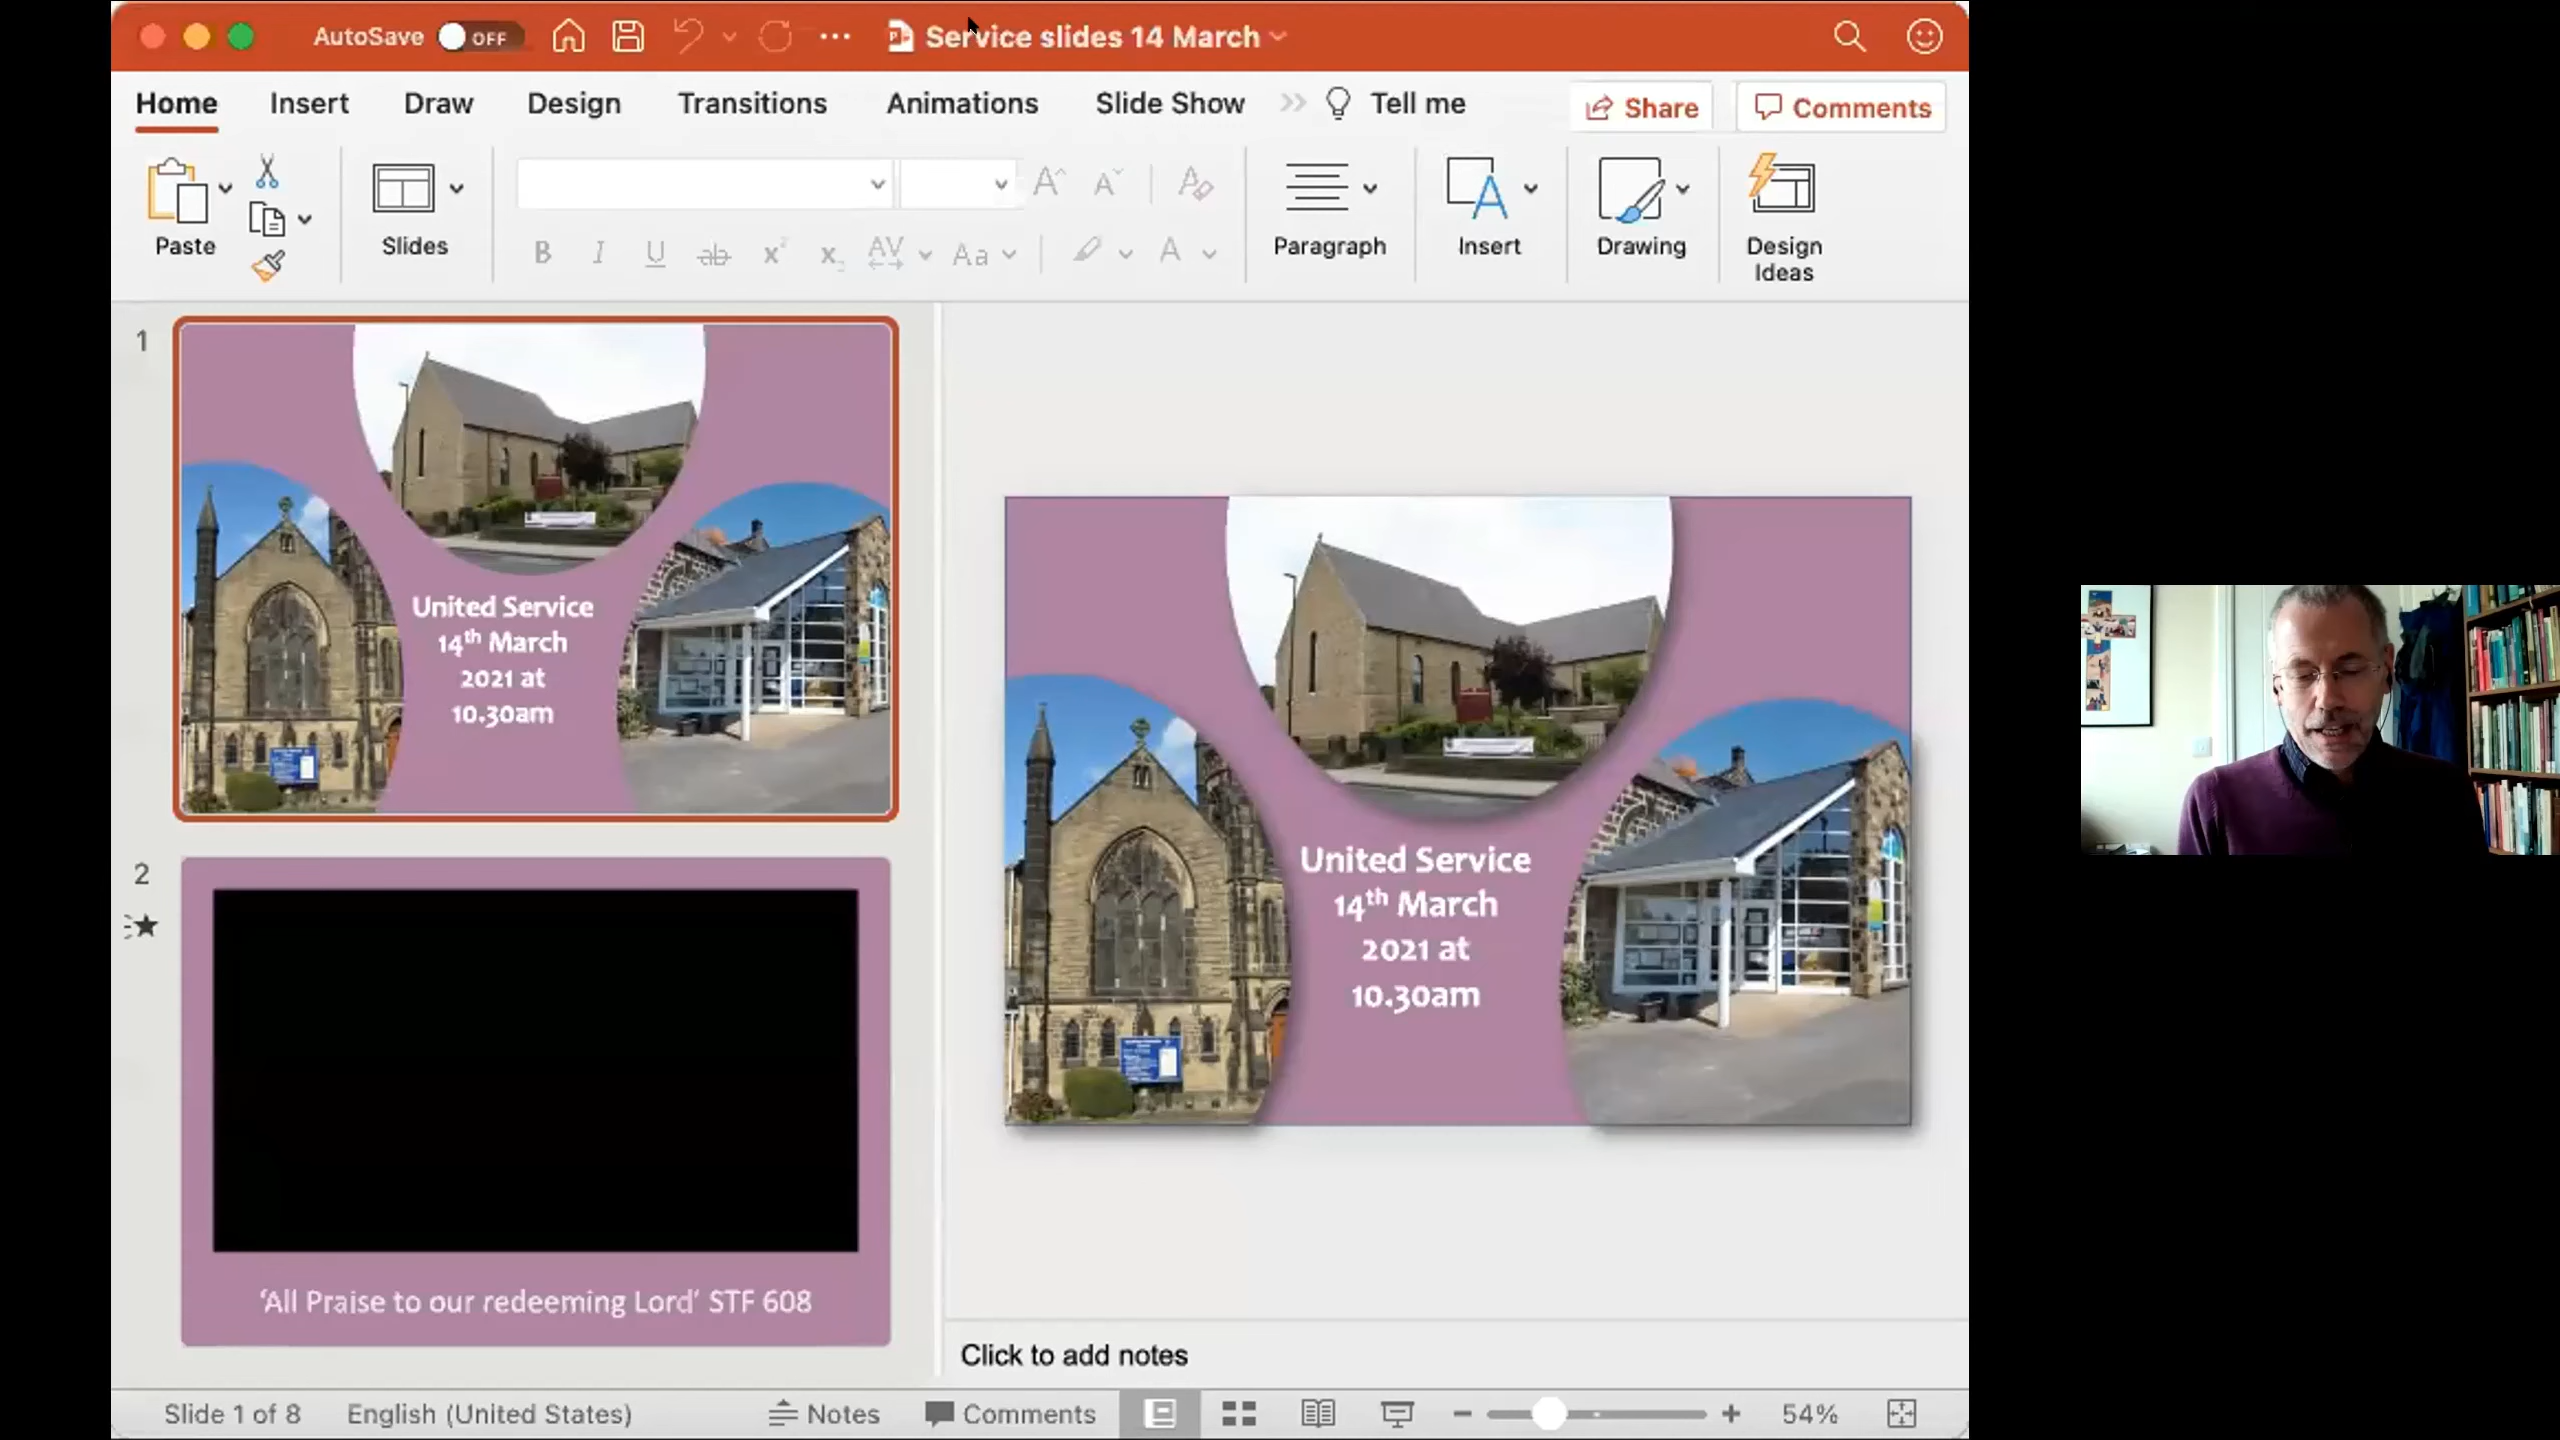 AutoSave OFF
Service slides 14 March
Home Insert Draw Design Transitions Animations Slide Show Tell me Share Comments
Paste Slides Paragraph Insert Drawing Design
Ideas
1
United Service
14th March
2021 at
10.30am
2
‘All Praise to our redeeming Lord’ STF 608
United Service
14th March
2021 at
10.30am
Click to add notes
Slide 1 of 8 English (United States) Notes Comments 54%